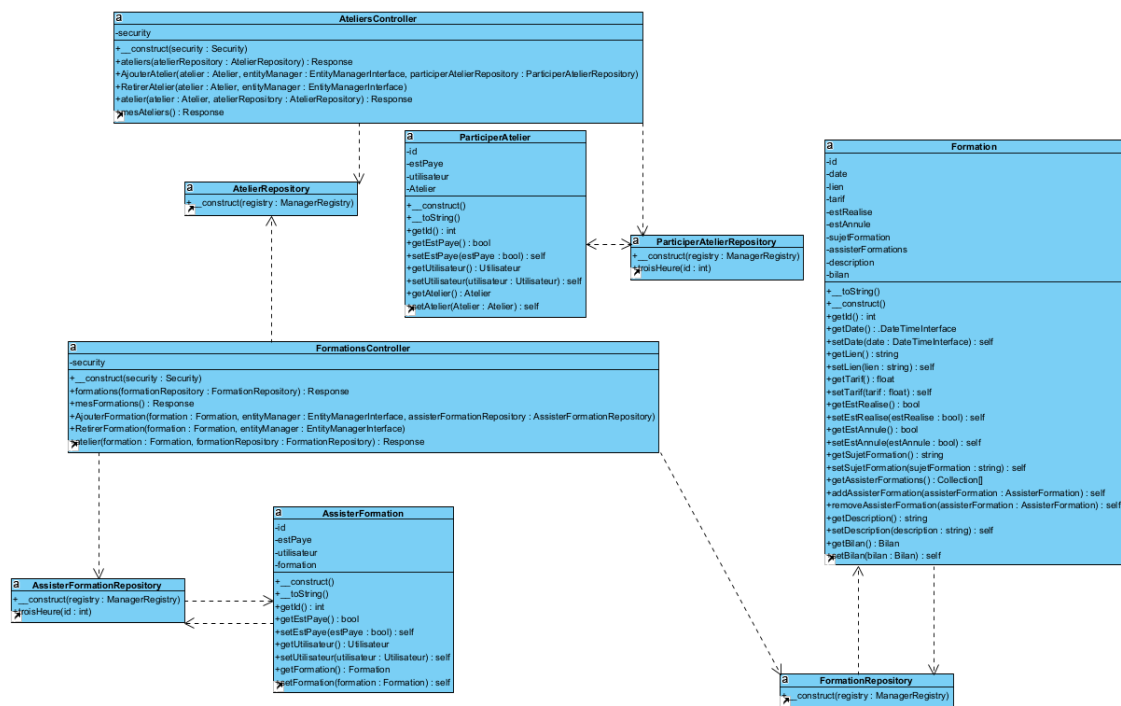 a
AteliersController
-security
+__construct(security : Security)
+ateliers(atelierRepository : AtelierRepository) : Response
+AjouterAtelier(atelier : Atelier, entityManager : EntityManagerInterface, participerAtelierRepository : ParticiperAtelierRepository)
+RetirerAtelier(atelier : Atelier, entityManager : EntityManagerInterface)
+atelier(atelier : Atelier, atelierRepository : AtelierRepository) : Response
+mesAteliers() : Response
a
ParticiperAtelier
-id
-estPaye
-utilisateur
-Atelier
+__construct()
+__toString()
+getId() : int
+getEstPaye() : bool
+setEstPaye(estPaye : bool) : self
+getUtilisateur() : Utilisateur
+setUtilisateur(utilisateur : Utilisateur) : self
+getAtelier() : Atelier
+setAtelier(Atelier : Atelier) : self
a
AtelierRepository
+__construct(registry : ManagerRegistry)
a
ParticiperAtelierRepository
+__construct(registry : ManagerRegistry)
+troisHeure(id : int)
a
Formation
-id
-date
-lien
-tarif
-estRealise
-estAnnule
-sujetFormation
-assisterFormations
-description
-bilan
+__toString()
+__construct()
+getId() : int
+getDate() : .DateTimeInterface
+setDate(date : DateTimeInterface) : self
+getLien() : string
+setLien(lien : string) : self
+getTarif() : float
+setTarif(tarif : float) : self
+getEstRealise() : bool
+setEstRealise(estRealise : bool) : self
+getEstAnnule() : bool
+setEstAnnule(estAnnule : bool) : self
+getSujetFormation() : string
+setSujetFormation(sujetFormation : string) : self
+getAssisterFormations() : Collection[]
+addAssisterFormation(assisterFormation : AssisterFormation) : self
+removeAssisterFormation(assisterFormation : AssisterFormation) : self
+getDescription() : string
+setDescription(description : string) : self
+getBilan() : Bilan
+setBilan(bilan : Bilan) : self
a
FormationsController
-security
+__construct(security : Security)
+formations(formationRepository : FormationRepository) : Response
+mesFormations() : Response
+AjouterFormation(formation : Formation, entityManager : EntityManagerInterface, assisterFormationRepository : AssisterFormationRepository)
+RetirerFormation(formation : Formation, entityManager : EntityManagerInterface)
+atelier(formation : Formation, formationRepository : FormationRepository) : Response
a
AssisterFormation
-id
-estPaye
-utilisateur
-formation
+__construct()
+__toString()
+getId() : int
+getEstPaye() : bool
+setEstPaye(estPaye : bool) : self
+getUtilisateur() : Utilisateur
+setUtilisateur(utilisateur : Utilisateur) : self
+getFormation() : Formation
+setFormation(formation : Formation) : self
a
AssisterFormationRepository
+__construct(registry : ManagerRegistry)
+troisHeure(id : int)
a
FormationRepository
+__construct(registry : ManagerRegistry)